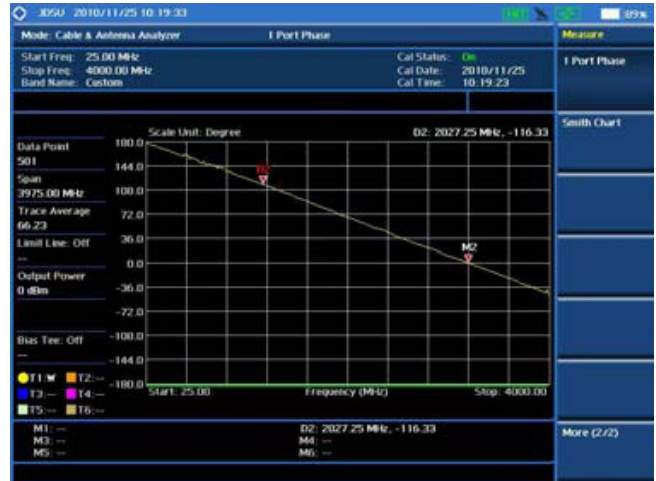 JDSU 2010/11/25 10:19:33
89%
Mode: Cable & Antenna Analyzer
1 Port Phase
Measure
Start Freq: 25.00 MHz
Stop Freq: 4000.00 MHz
Band Name: Custom
Cal Status: On
Cal Date: 2010/11/25
Cal Time: 10:19:23
1 Port Phase
Smith Chart
More (2/2)
Scale Unit: Degree
D2: 2027.25 MHz, -116.33
Data Point
501
Span
3975.00 MHz
Trace Average
66.23
Limit Line: Off
--
Output Power
0 dBm
Bias Tee: Off
--
T1:W T2:--
T3:-- T4:--
T5:-- T6:--
180.0
144.0
108.0
72.0
36.0
0.0
-36.0
-72.0
-108.0
-144.0
-180.0
M2
Start: 25.00
Frequency (MHz)
Stop: 4000.00
M1: --
D2: 2027.25 MHz, -116.33
M3: --
M4: --
M5: --
M6: --